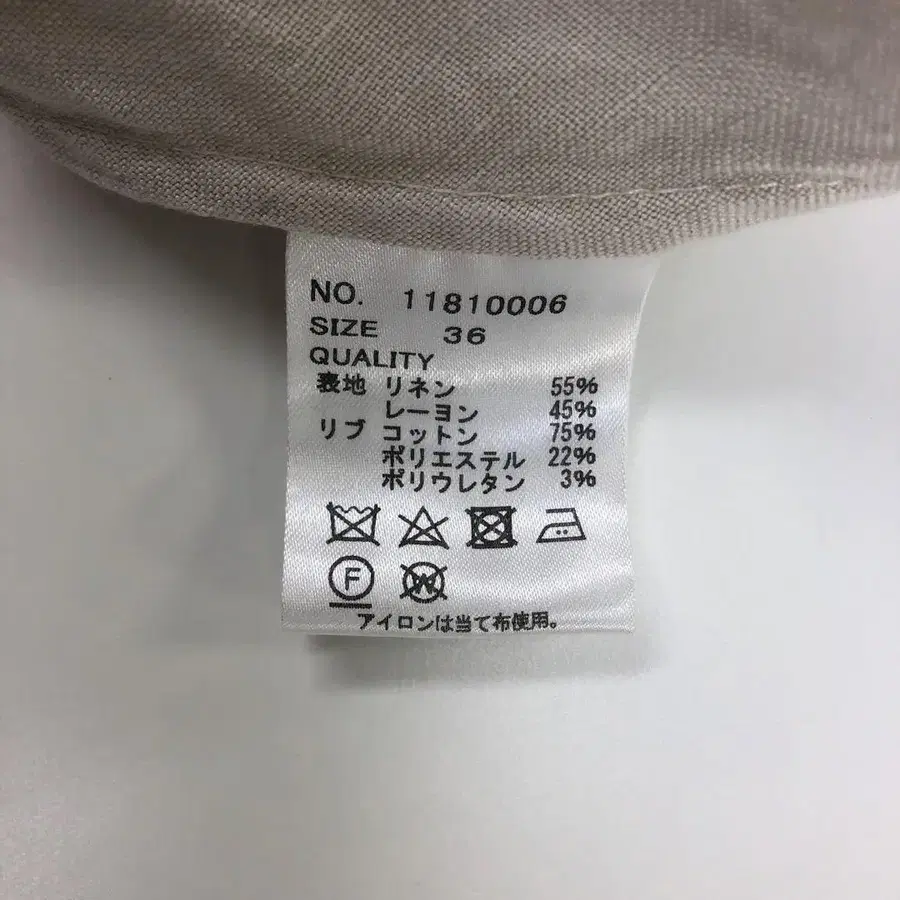 NO. 11810006
SIZE 36
QUALITY
表地 リネン 55%
レーヨン 45%
リブ コットン 75%
ポリエステル 22%
ポリウレタン 3%
F W
アイロンは当て布使用。